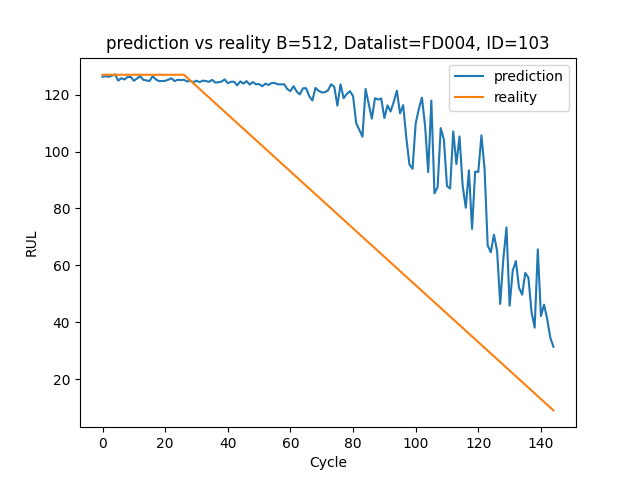 prediction vs reality B=512, Datalist=FD004, ID=103
prediction
reality
120
100
80
60
40
20
RUL
0 20 40 60 80 100 120 140
Cycle